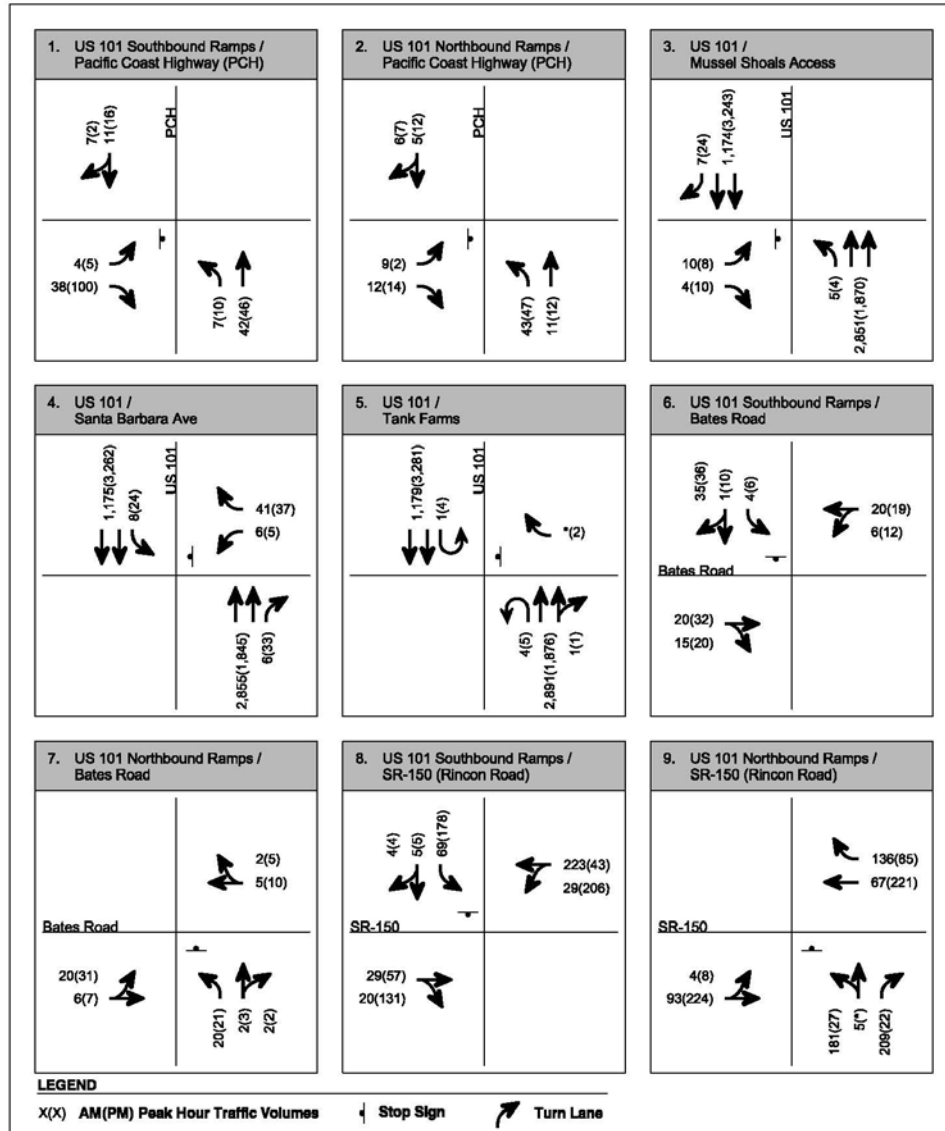 1. US 101 Southbound Ramps /
Pacific Coast Highway (PCH)
7(2)
11(16)
PCH
4(5)
38(100)
7(10)
42(46)
2. US 101 Northbound Ramps /
Pacific Coast Highway (PCH)
6(7)
5(12)
PCH
9(2)
12(14)
43(47)
11(12)
3. US 101 /
Mussel Shoals Access
7(24)
1,174(3,243)
US 101
10(8)
4(10)
5(4)
2,851(1,870)
4. US 101 /
Santa Barbara Ave
1,175(3,262)
8(24)
US 101
41(37)
6(5)
2,855(1,845)
6(33)
5. US 101 /
Tank Farms
1,179(3,281)
1(4)
US 101
*(2)
4(5)
2,891(1,876)
1(1)
6. US 101 Southbound Ramps /
Bates Road
35(36)
1(10)
4(6)
20(19)
6(12)
Bates Road
20(32)
15(20)
7. US 101 Northbound Ramps /
Bates Road
2(5)
5(10)
Bates Road
20(31)
6(7)
20(21)
2(3)
2(2)
8. US 101 Southbound Ramps /
SR-150 (Rincon Road)
4(4)
5(5)
69(178)
223(43)
29(206)
SR-150
29(57)
20(131)
9. US 101 Northbound Ramps /
SR-150 (Rincon Road)
136(85)
67(221)
SR-150
4(8)
93(224)
181(27)
5(*)
209(22)
LEGEND
X(X) AM(PM) Peak Hour Traffic Volumes Stop Sign Turn Lane